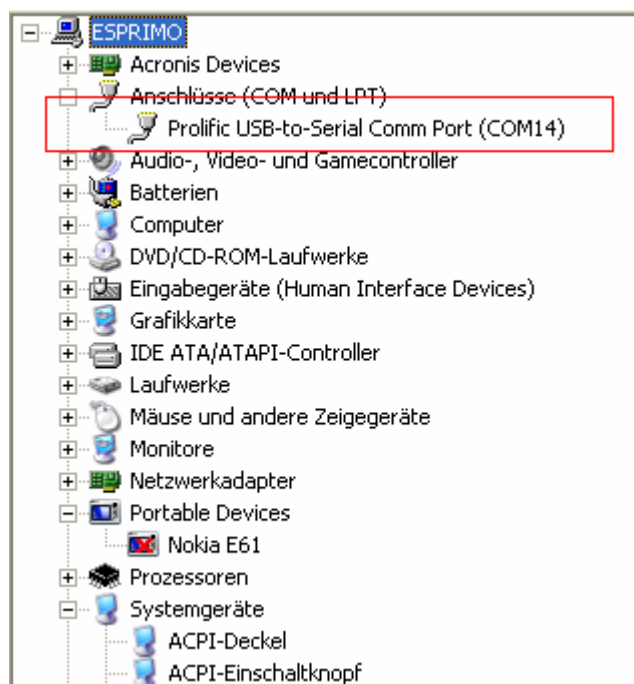 ESPRIMO
Acronis Devices
Anschlüsse (COM und LPT)
Prolific USB-to-Serial Comm Port (COM14)
Audio-, Video- und Gamecontroller
Batterien
Computer
DVD/CD-ROM-Laufwerke
Eingabegeräte (Human Interface Devices)
Grafikkarte
IDE ATA/ATAPI-Controller
Laufwerke
Mäuse und andere Zeigegeräte
Monitore
Netzwerkadapter
Portable Devices
Nokia E61
Prozessoren
Systemgeräte
ACPI-Deckel
ACPI-Einschaltknopf